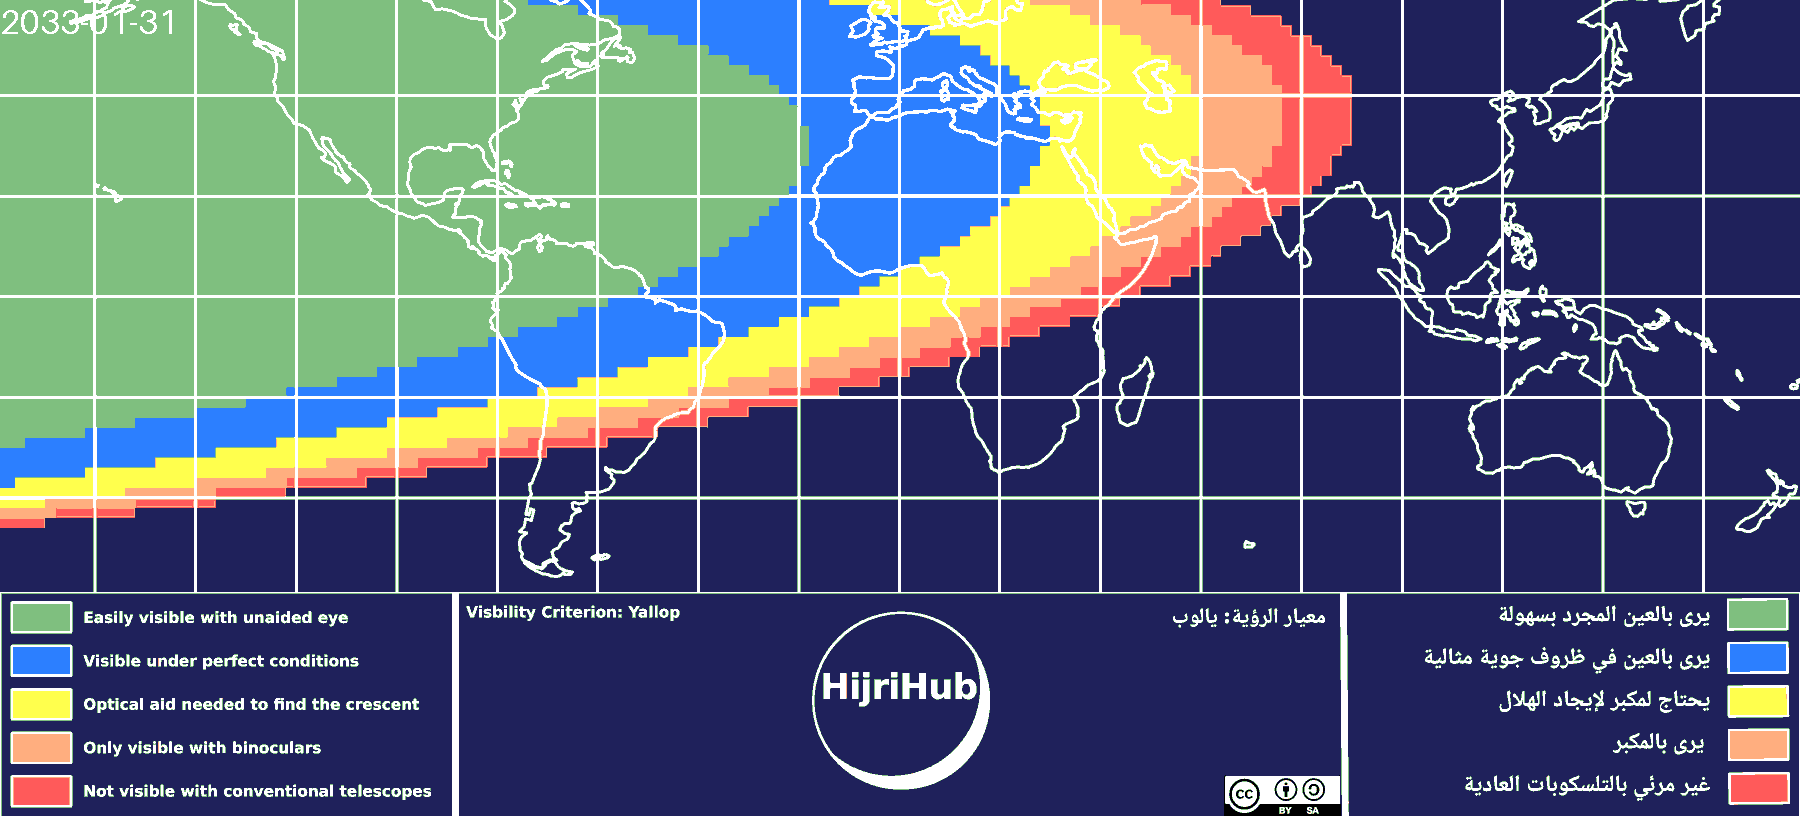 2033-01-31
Easily visible with unaided eye
Visible under perfect conditions
Optical aid needed to find the crescent
Only visible with binoculars
Not visible with conventional telescopes
Visbility Criterion: Yallop
معيار الرؤية: يالوب
HijriHub
cc
BY SA
يرى بالعين المجرد بسهولة
يرى بالعين في ظروف جوية مثالية
يحتاج لمكبر لإيجاد الهلال
يرى بالمكبر
غير مرئي بالتلسكوبات العادية